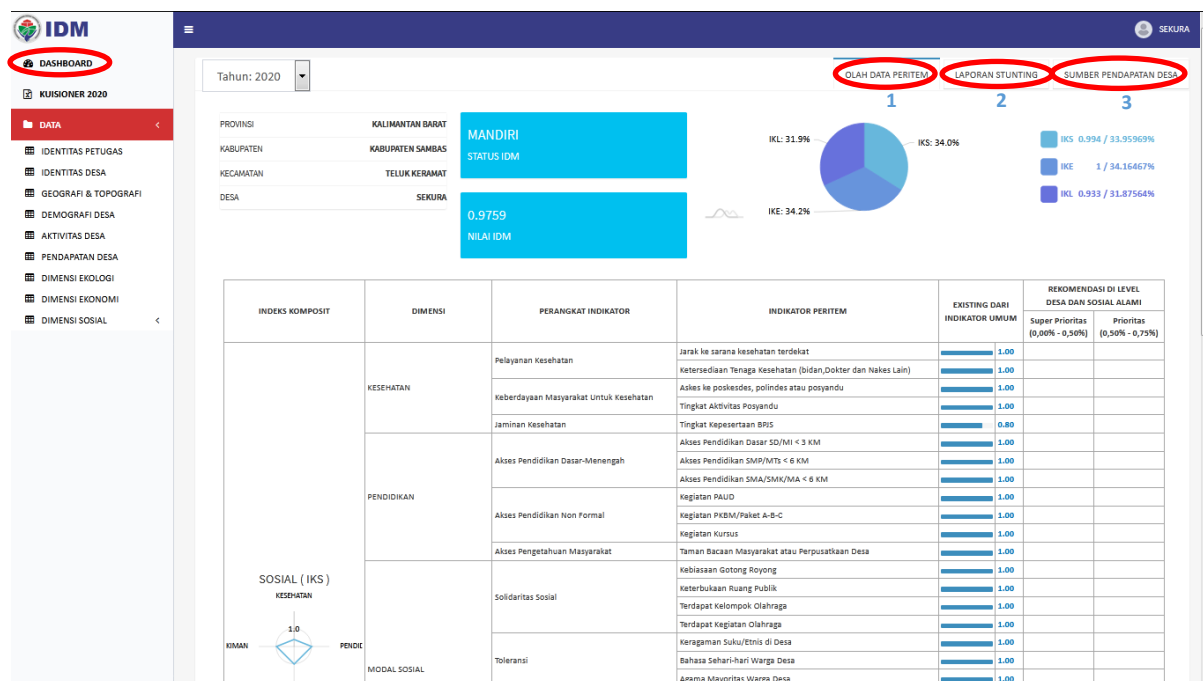 IDM
SEKURA
DASHBOARD
KUISIONER 2020
DATA
IDENTITAS PETUGAS
IDENTITAS DESA
GEOGRAFI & TOPOGRAFI
DEMOGRAFI DESA
AKTIVITAS DESA
PENDAPATAN DESA
DIMENSI EKOLOGI
DIMENSI EKONOMI
DIMENSI SOSIAL
Tahun: 2020
OLAH DATA PERITEM
LAPORAN STUNTING
SUMBER PENDAPATAN DESA
1
2
3
PROVINSI KALIMANTAN BARAT
KABUPATEN KABUPATEN SAMBAS
KECAMATAN TELUK KERAMAT
DESA SEKURA
MANDIRI
STATUS IDM
0.9759
NILAI IDM
IKL: 31.9%
IKS: 34.0%
IKE: 34.2%
IKS 0.994 / 33.95969%
IKE 1 / 34.16467%
IKL 0.933 / 31.87564%
INDEKS KOMPOSIT
DIMENSI
PERANGKAT INDIKATOR
INDIKATOR PERITEM
EXISTING DARI
INDIKATOR UMUM
REKOMENDASI DI LEVEL
DESA DAN SOSIAL ALAMI
Super Prioritas
(0,00% - 0,50%)
Prioritas
(0,50% - 0,75%)
SOSIAL ( IKS )
KESEHATAN
1.0
KIMAN
PENDIE
KESEHATAN
Pelayanan Kesehatan
Jarak ke sarana kesehatan terdekat 1.00
Ketersediaan Tenaga Kesehatan (bidan,Dokter dan Nakes Lain) 1.00
Keberdayaan Masyarakat Untuk Kesehatan
Askes ke poskesdes, polindes atau posyandu 1.00
Tingkat Aktivitas Posyandu 1.00
Jaminan Kesehatan
Tingkat Kepesertaan BPJS 0.80
PENDIDIKAN
Akses Pendidikan Dasar-Menengah
Akses Pendidikan Dasar SD/MI < 3 KM 1.00
Akses Pendidikan SMP/MTs < 6 KM 1.00
Akses Pendidikan SMA/SMK/MA < 6 KM 1.00
Akses Pendidikan Non Formal
Kegiatan PAUD 1.00
Kegiatan PKBM/Paket A-B-C 1.00
Kegiatan Kursus 1.00
Akses Pengetahuan Masyarakat
Taman Bacaan Masyarakat atau Perpusatkaan Desa 1.00
MODAL SOSIAL
Solidaritas Sosial
Kebiasaan Gotong Royong 1.00
Keterbukaan Ruang Publik 1.00
Terdapat Kelompok Olahraga 1.00
Terdapat Kegiatan Olahraga 1.00
Toleransi
Keragaman Suku/Etnis di Desa 1.00
Bahasa Sehari-hari Warga Desa 1.00
Agama Mayoritas Warga Desa 1.00